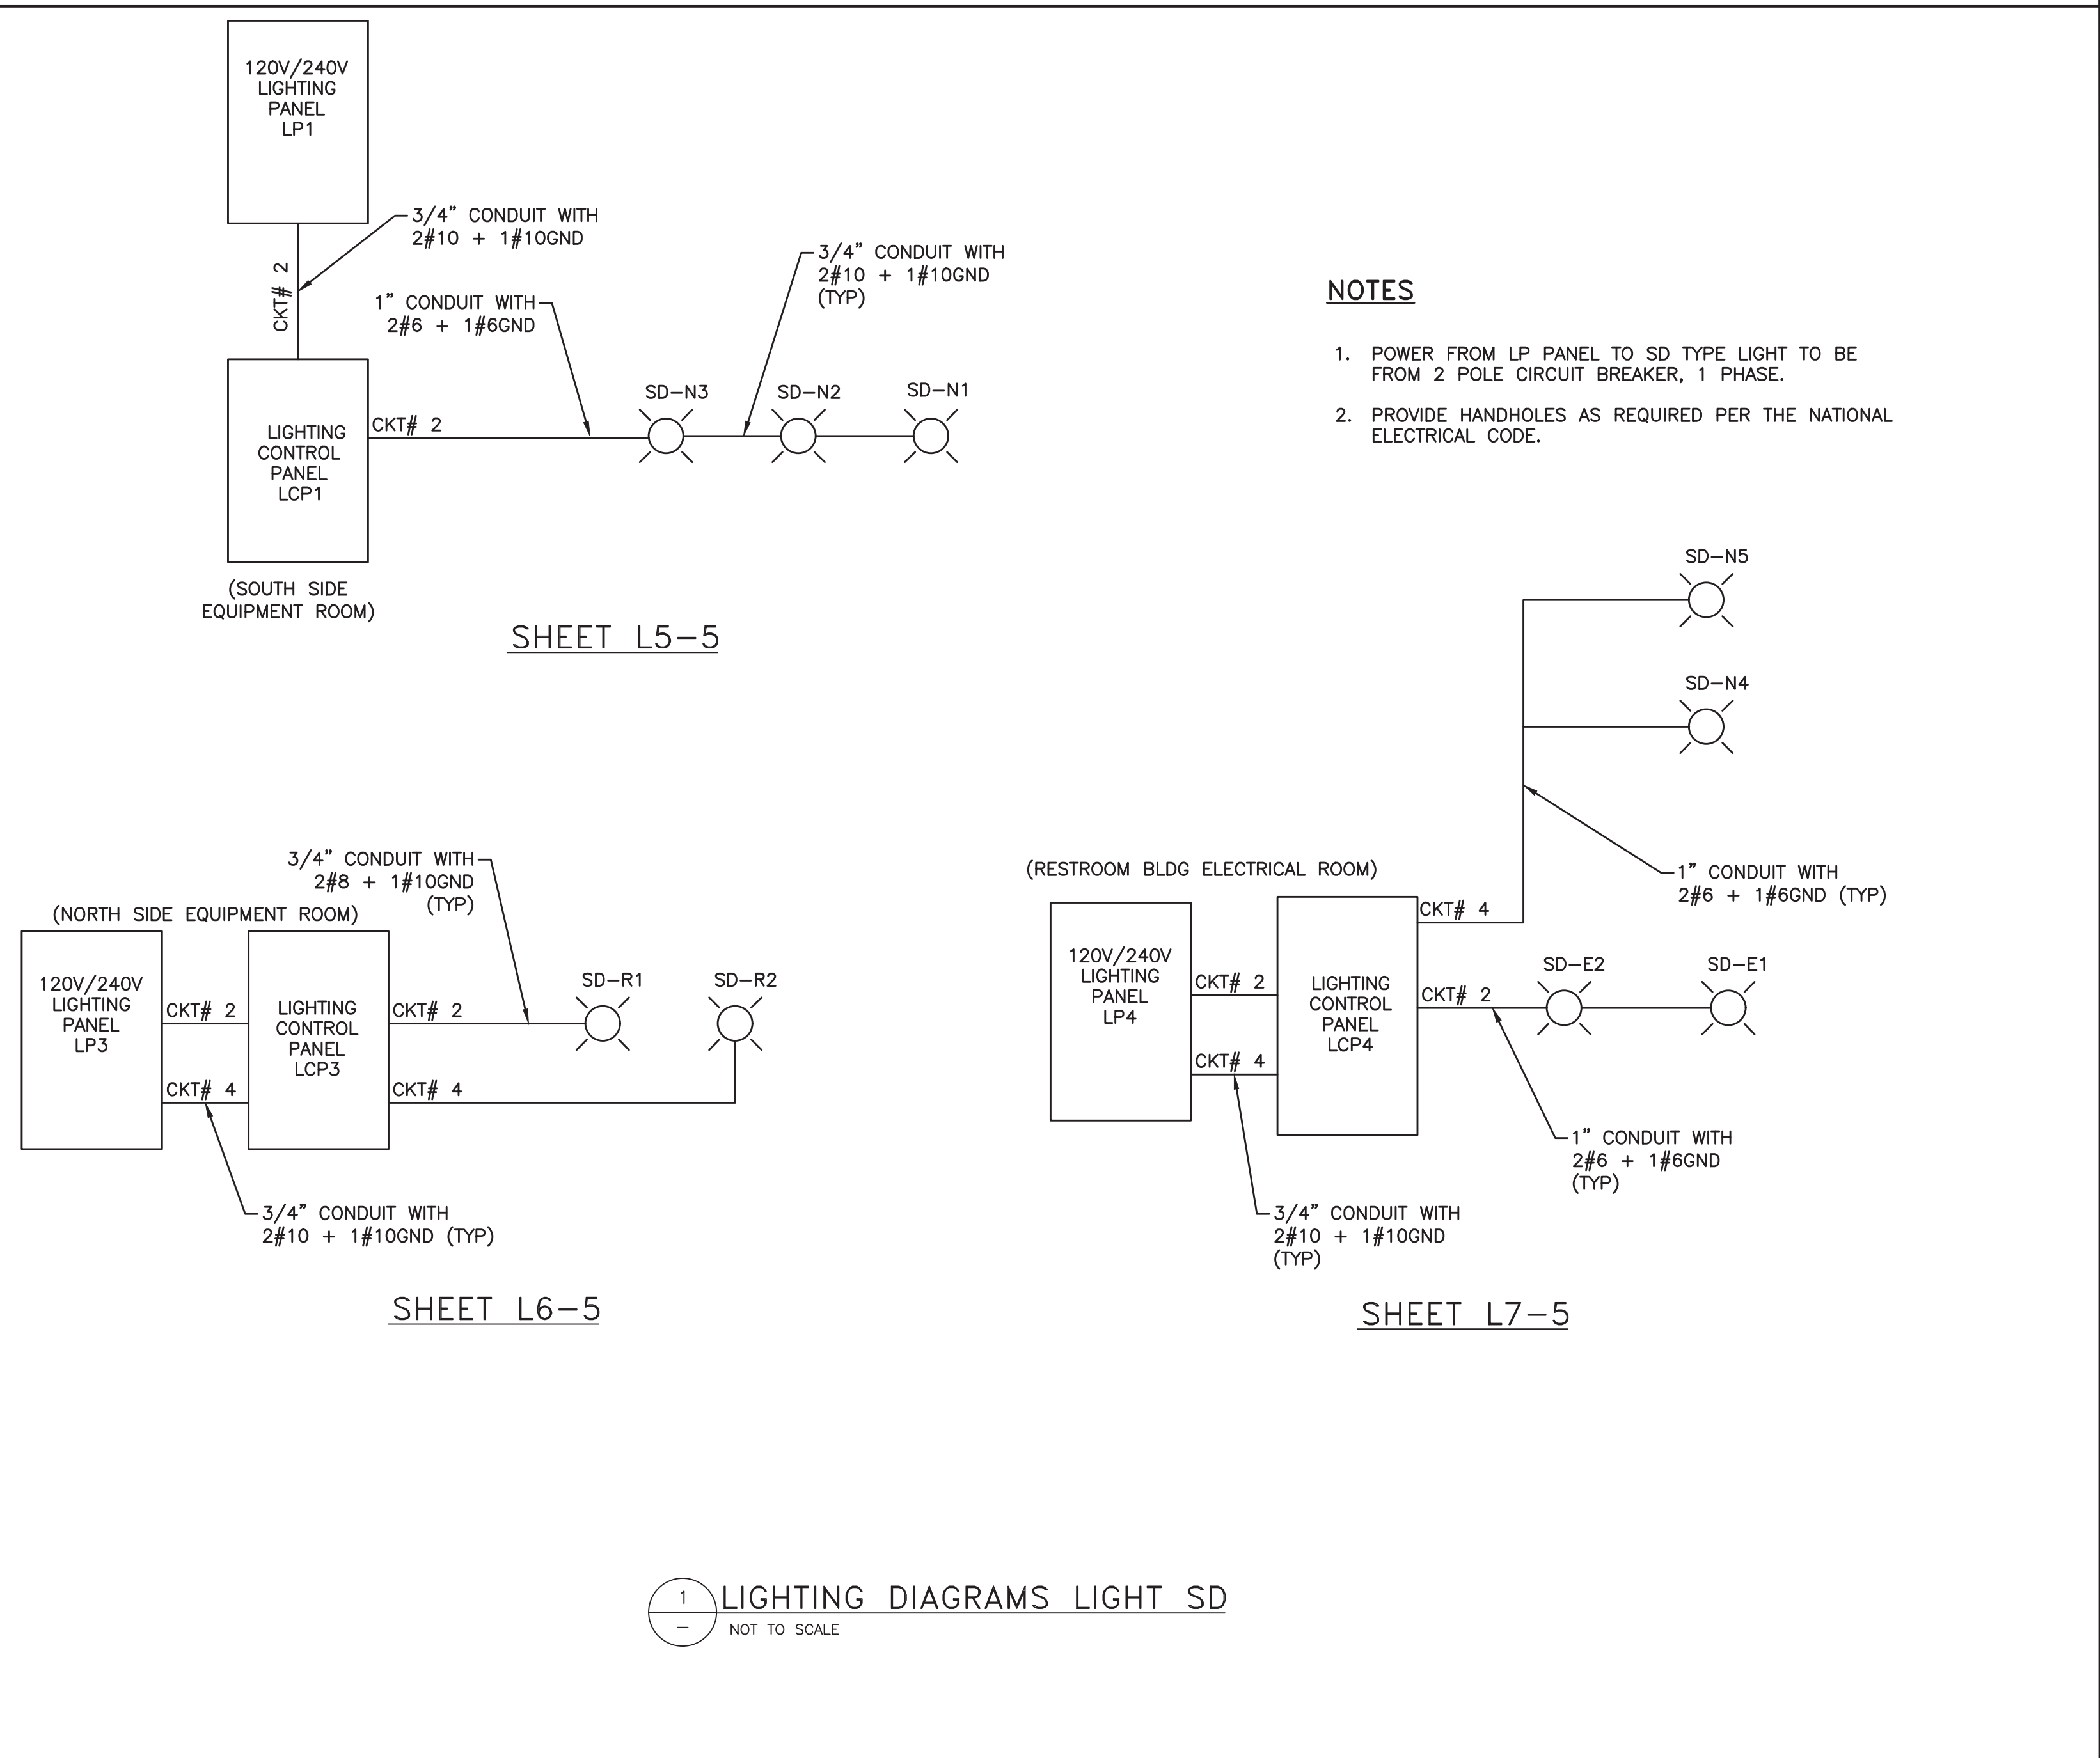 120V/240V
LIGHTING
PANEL
LP1
3/4" CONDUIT WITH
2#10 + 1#10GND
CKT# 2
1" CONDUIT WITH
2#6 + 1#6GND
3/4" CONDUIT WITH
2#10 + 1#10GND
(TYP)
LIGHTING
CONTROL
PANEL
LCP1
CKT# 2
SD-N3
SD-N2
SD-N1
(SOUTH SIDE
EQUIPMENT ROOM)
SHEET L5-5
NOTES
1. POWER FROM LP PANEL TO SD TYPE LIGHT TO BE
FROM 2 POLE CIRCUIT BREAKER, 1 PHASE.
2. PROVIDE HANDHOLES AS REQUIRED PER THE NATIONAL
ELECTRICAL CODE.
3/4" CONDUIT WITH
2#8 + 1#10GND
(TYP)
(NORTH SIDE EQUIPMENT ROOM)
120V/240V
LIGHTING
PANEL
LP3
CKT# 2
CKT# 4
LIGHTING
CONTROL
PANEL
LCP3
CKT# 2
CKT# 4
SD-R1
SD-R2
3/4" CONDUIT WITH
2#10 + 1#10GND (TYP)
SHEET L6-5
SD-N5
SD-N4
1" CONDUIT WITH
2#6 + 1#6GND (TYP)
(RESTROOM BLDG ELECTRICAL ROOM)
120V/240V
LIGHTING
PANEL
LP4
CKT# 2
CKT# 4
LIGHTING
CONTROL
PANEL
LCP4
CKT# 4
CKT# 2
SD-E2
SD-E1
1" CONDUIT WITH
2#6 + 1#6GND
(TYP)
3/4" CONDUIT WITH
2#10 + 1#10GND
(TYP)
SHEET L7-5
1
-
LIGHTING DIAGRAMS LIGHT SD
NOT TO SCALE